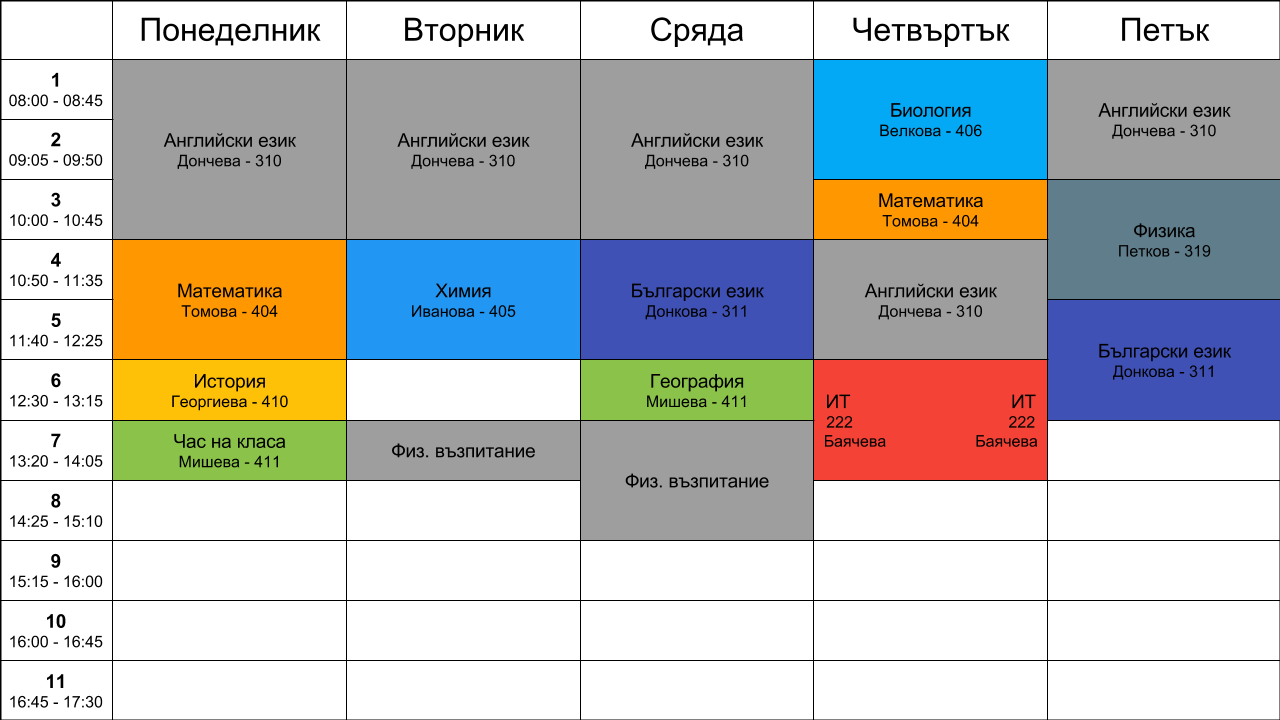 Понеделник Вторник Сряда Четвъртък Петък
1
08:00 - 08:45
2
09:05 - 09:50
3
10:00 - 10:45
4
10:50 - 11:35
5
11:40 - 12:25
6
12:30 - 13:15
7
13:20 - 14:05
8
14:25 - 15:10
9
15:15 - 16:00
10
16:00 - 16:45
11
16:45 - 17:30
Английски език
Дончева - 310
Математика
Томова - 404
История
Георгиева - 410
Час на класа
Мишева - 411
Английски език
Дончева - 310
Химия
Иванова - 405
Физ. възпитание
Английски език
Дончева - 310
Български език
Донкова - 311
География
Мишева - 411
Физ. възпитание
Биология
Велкова - 406
Математика
Томова - 404
Английски език
Дончева - 310
ИТ ИТ
222 222
Баячева Баячева
Английски език
Дончева - 310
Физика
Петков - 319
Български език
Донкова - 311